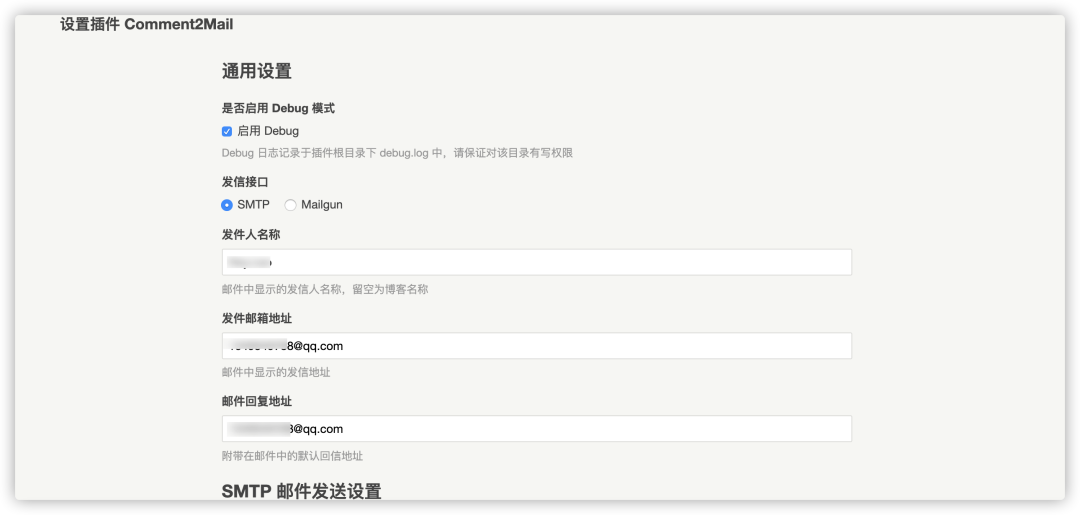 设置插件 Comment2Mail
通用设置
是否启用 Debug 模式
启用 Debug
Debug 日志记录于插件根目录下 debug.log 中，请保证对该目录有写权限
发信接口
SMTP Mailgun
发件人名称
邮件中显示的发信人名称，留空为博客名称
发件邮箱地址
8@qq.com
邮件中显示的发信地址
邮件回复地址
@qq.com
附带在邮件中的默认回信地址
SMTP 邮件发送设置